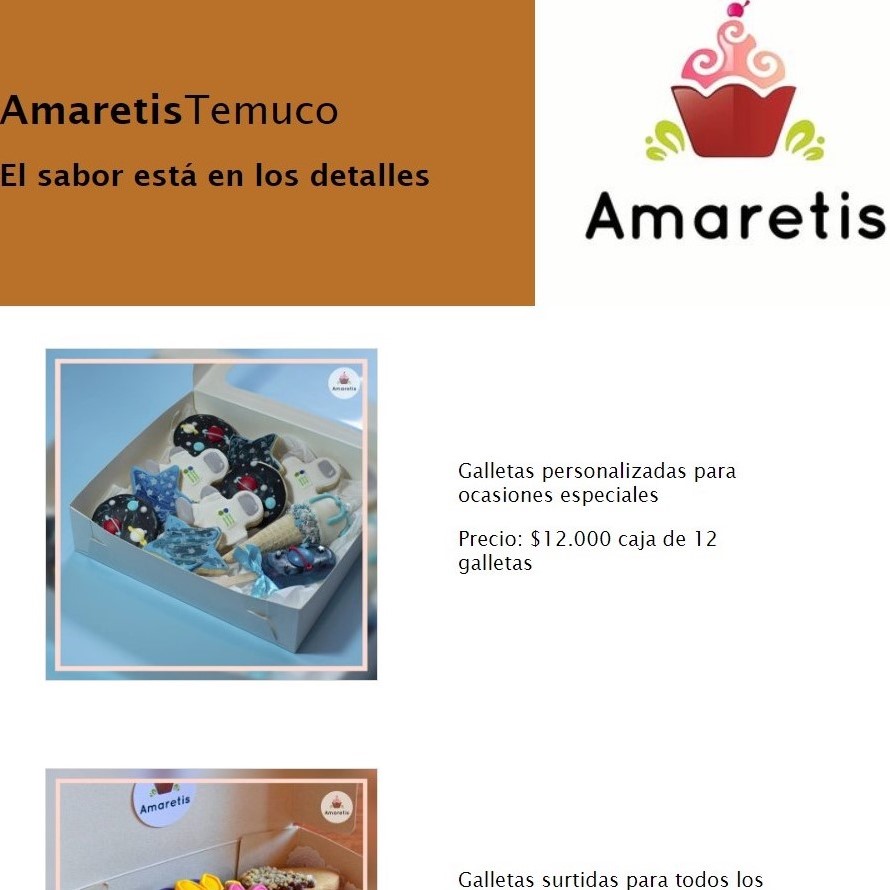 AmaretisTemuco
El sabor está en los detalles
Amaretis
Amaretis
Galletas personalizadas para
ocasiones especiales
Precio: $12.000 caja de 12
galletas
Amaretis
Amaretis
Galletas surtidas para todos los